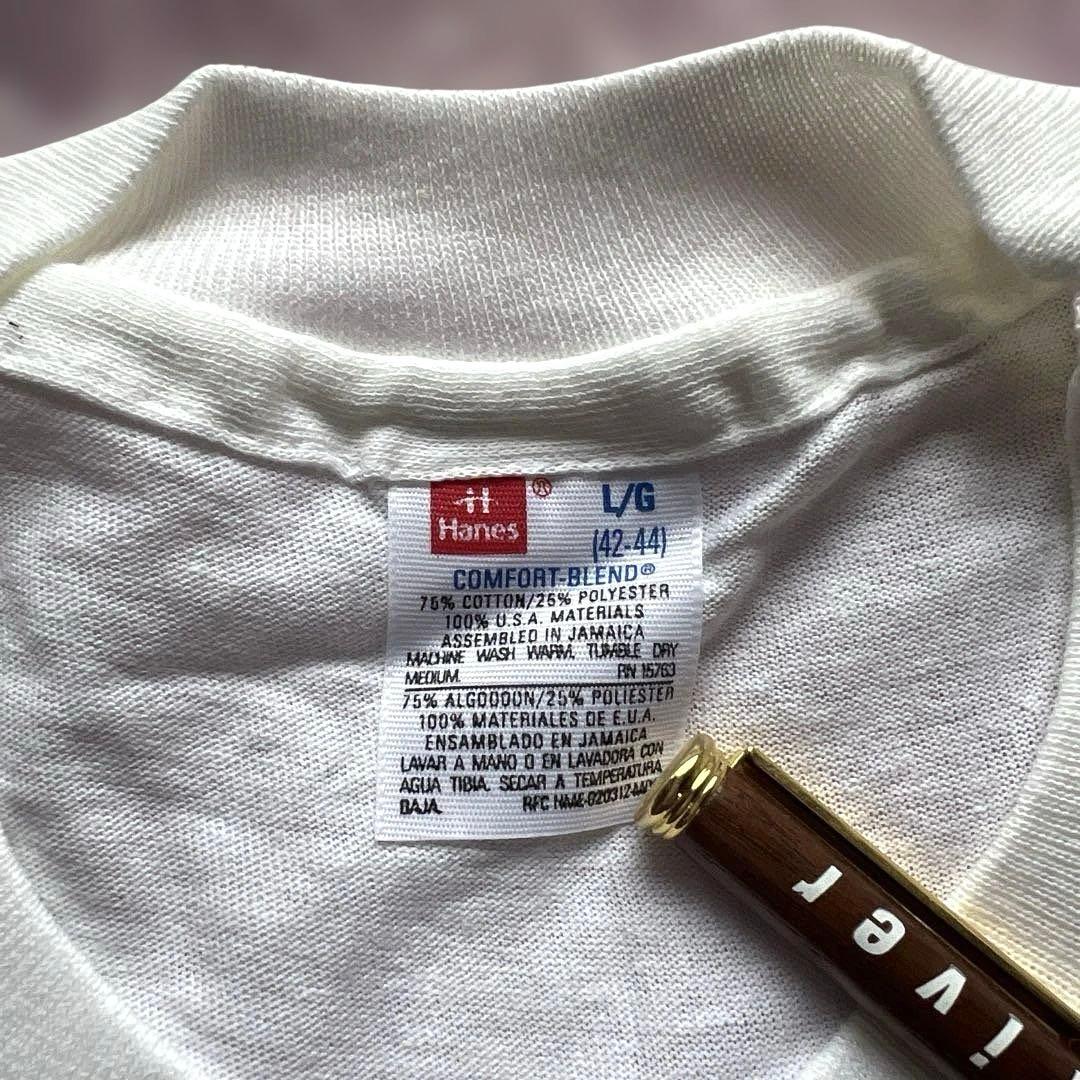 Hanes ®
L/G
(42-44)
COMFORT-BLEND®
75% COTTON/25% POLYESTER
100% U.S.A. MATERIALS
ASSEMBLED IN JAMAICA
MACHINE WASH WARM, TUMBLE DRY
MEDIUM. RN 15763
75% ALGODOON/25% POLIESTER
100% MATERIALES DE E.U.A.
ENSAMBLADO EN JAMAICA
LAVAR A MANO O EN LAVADORA CON
AGUA TIBIA. SECAR A TEMPERATURA
BAJA. RFC
iver